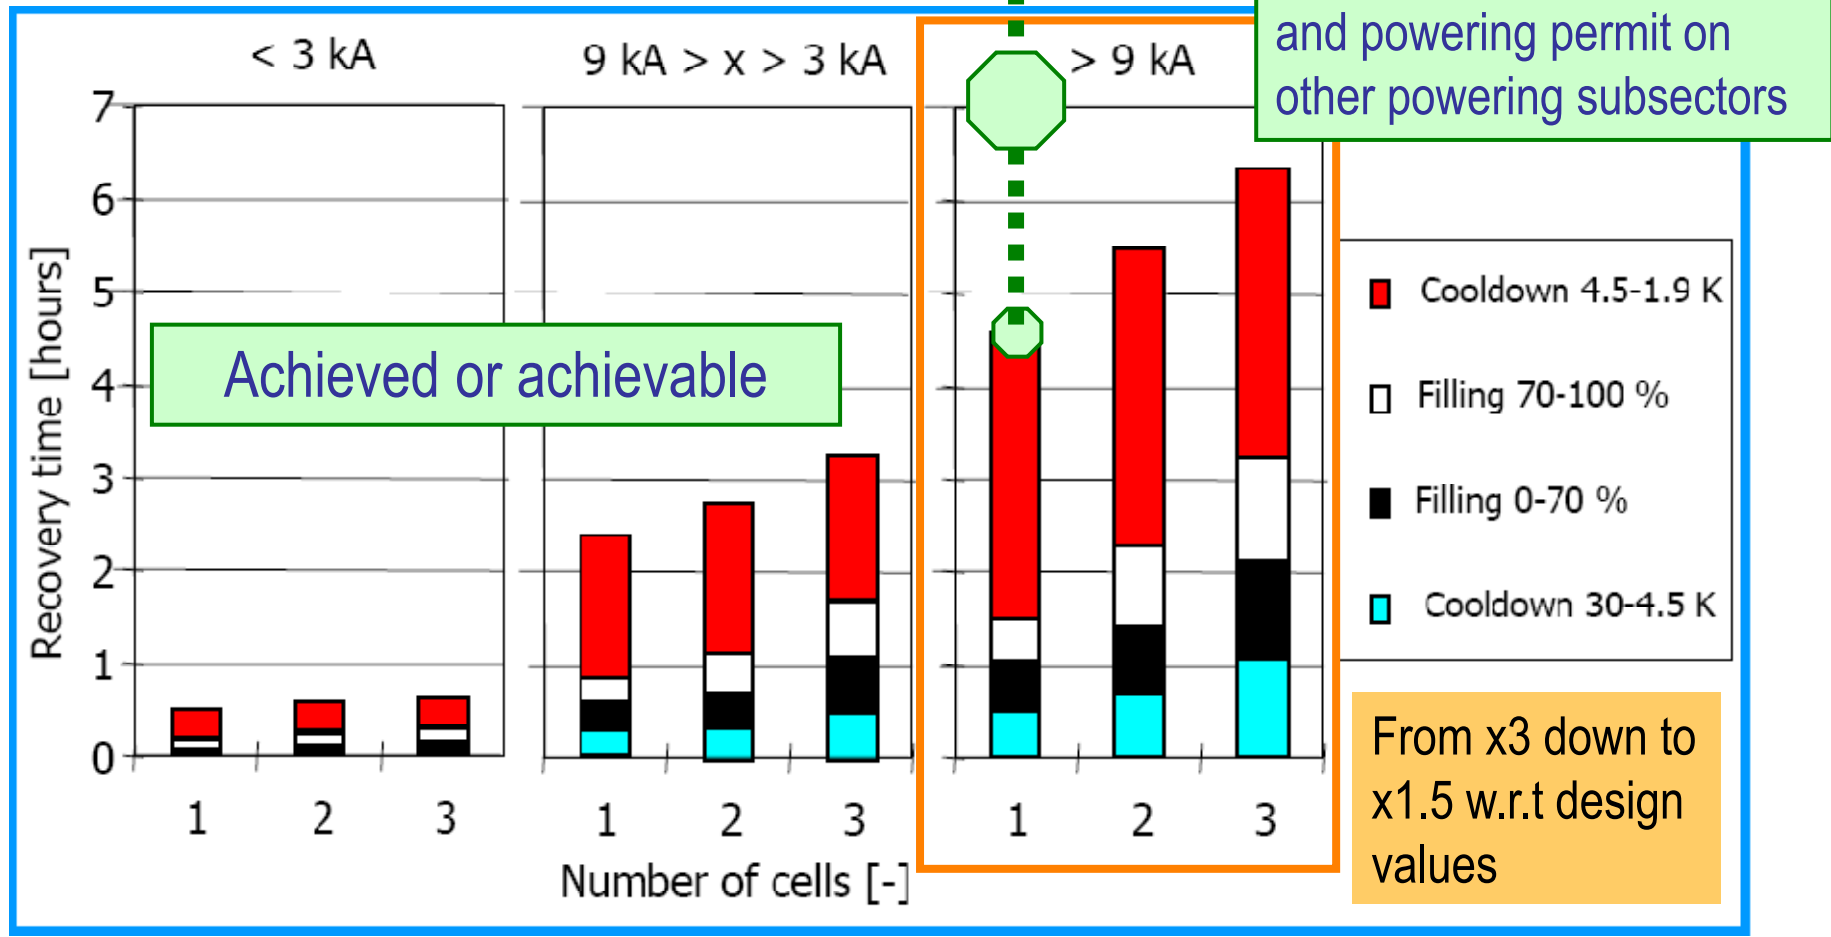 and powering permit on
other powering subsectors
< 3 kA
9 kA > x > 3 kA
> 9 kA
7
6
5
4
3
2
1
0
Recovery time [hours]
Achieved or achievable
Cooldown 4.5-1.9 K
Filling 70-100 %
Filling 0-70 %
Cooldown 30-4.5 K
1 2 3
1 2 3
1 2 3
Number of cells [-]
From x3 down to
x1.5 w.r.t design
values